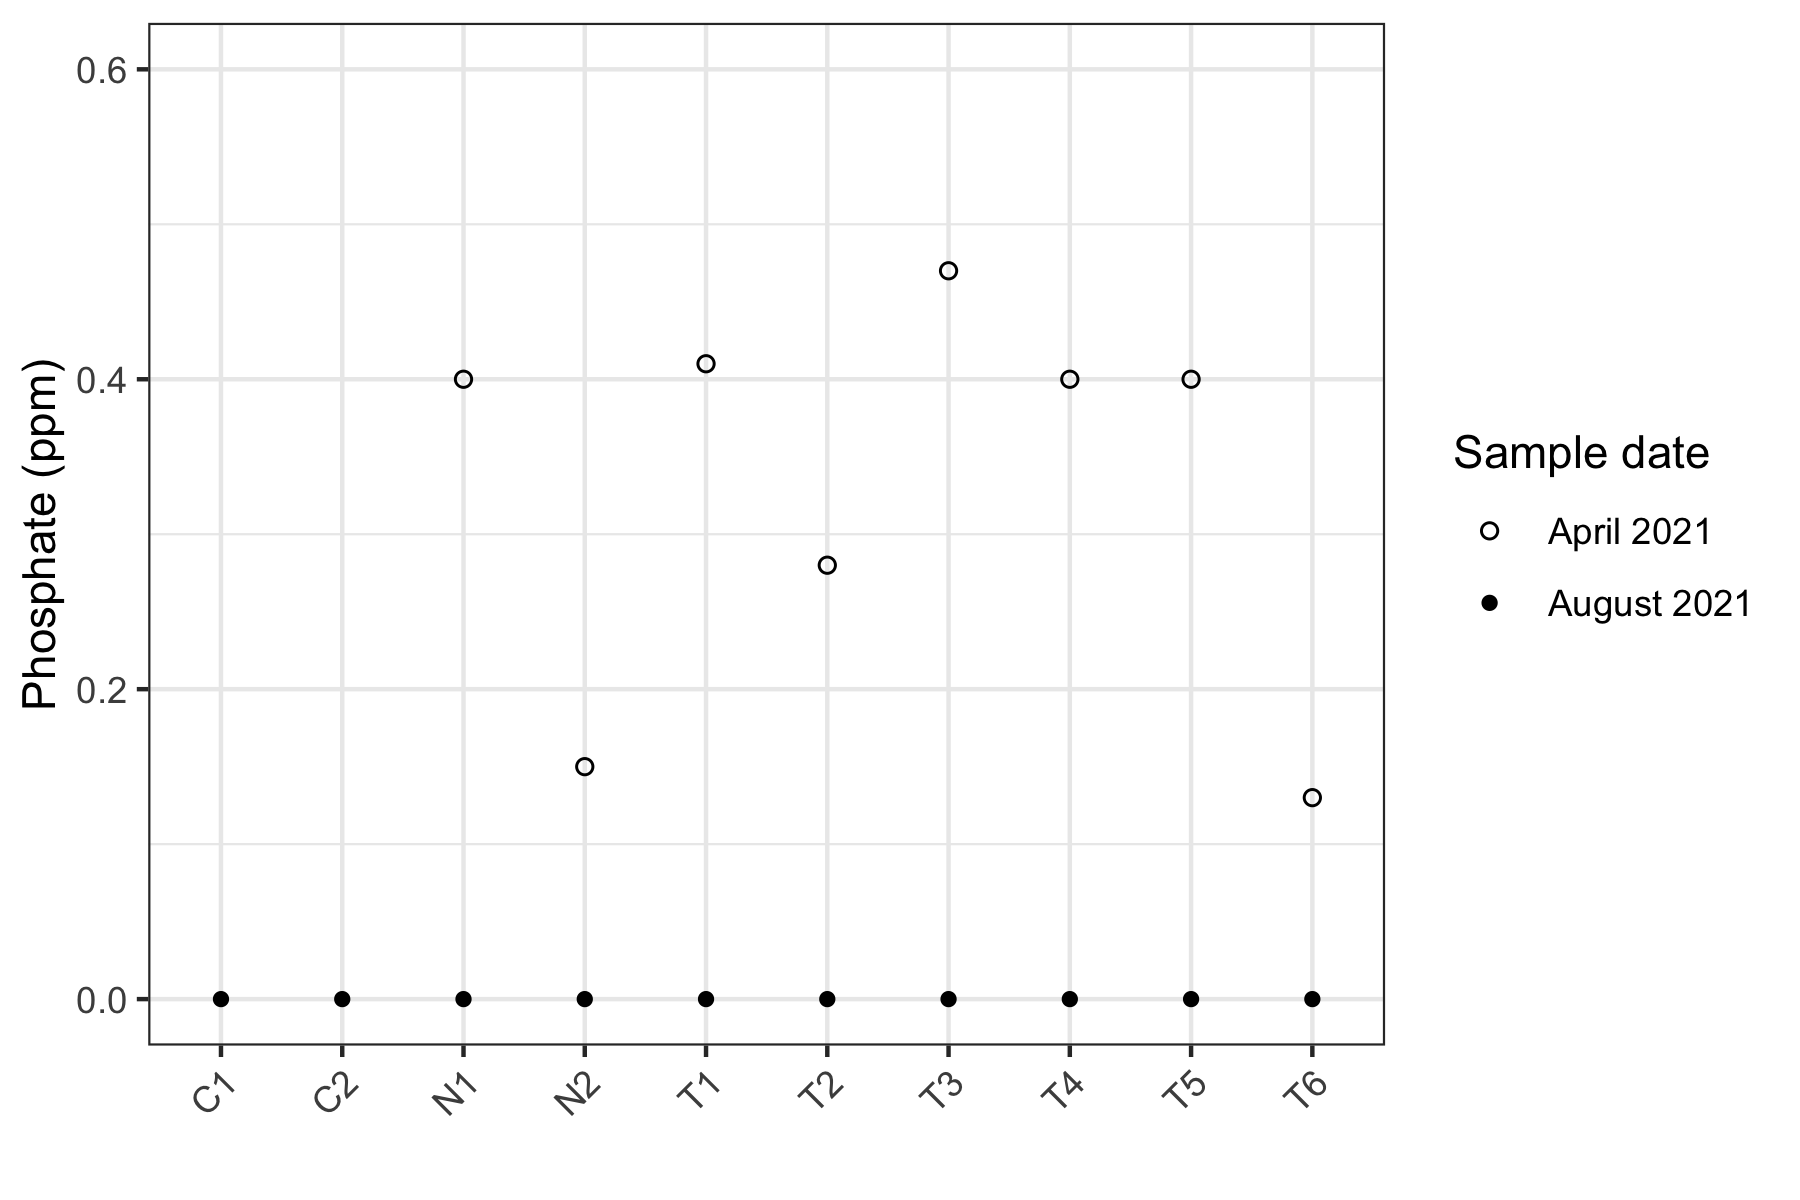 0.6
0.4
0.2
0.0
Phosphate (ppm)
C1 C2 N1 N2 T1 T2 T3 T4 T5 T6
Sample date
April 2021
August 2021